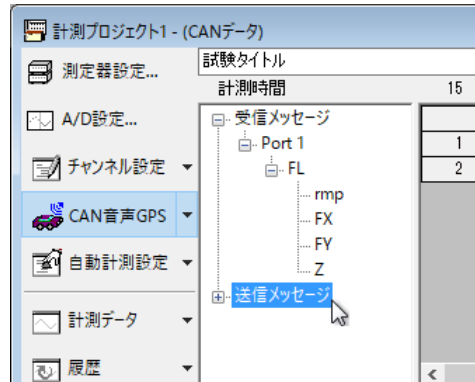 計測プロジェクト1 - (CANデータ)
測定器設定...
A/D設定...
チャンネル設定
CAN音声GPS
自動計測設定
計測データ
履歴
試験タイトル
計測時間 15
受信メッセージ
Port 1
FL
rmp
FX
FY
Z
送信メッセージ
1
2